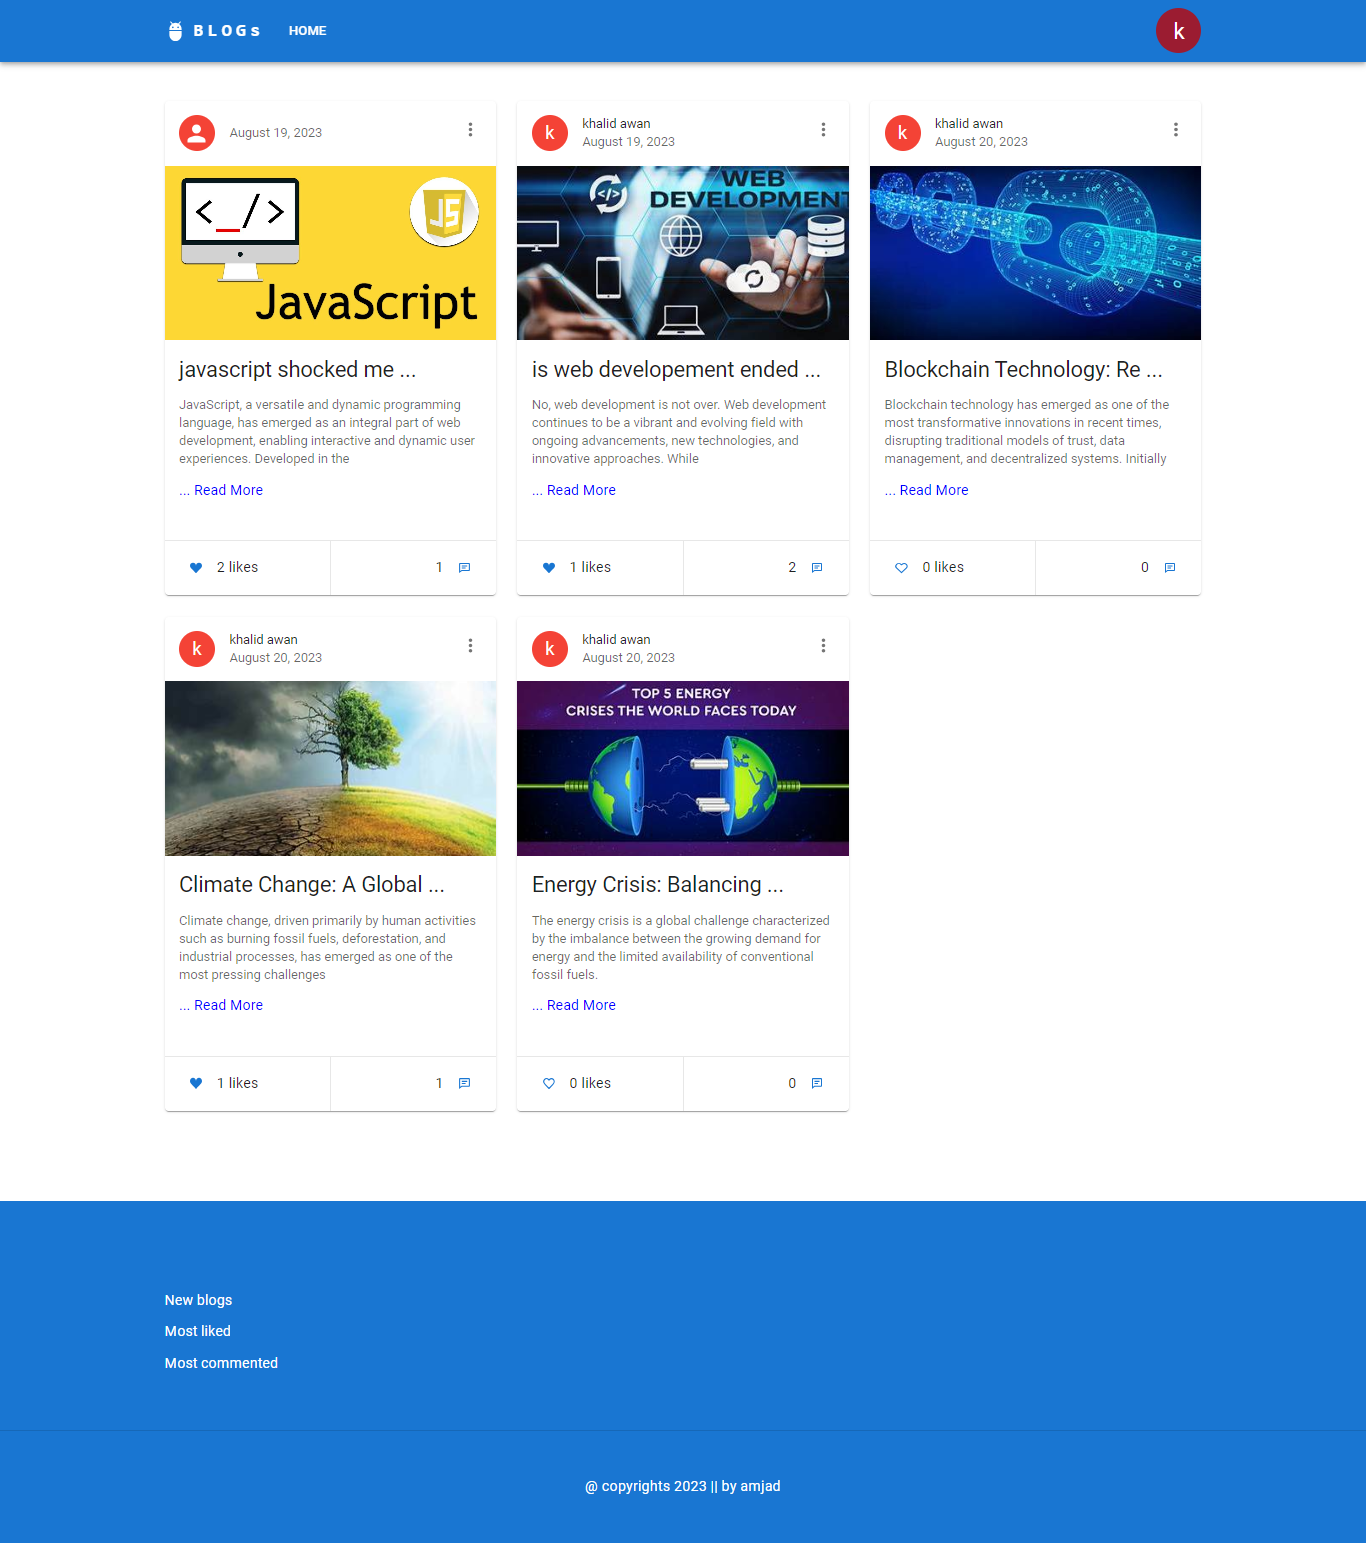 BLOGs
HOME
k
August 19, 2023
< _ />
JS
JavaScript
javascript shocked me ...
JavaScript, a versatile and dynamic programming
language, has emerged as an integral part of web
development, enabling interactive and dynamic user
experiences. Developed in the
... Read More
2 likes
1
k
khalid awan
August 19, 2023
WEB
DEVELOPMENT
</>
is web developement ended ...
No, web development is not over. Web development
continues to be a vibrant and evolving field with
ongoing advancements, new technologies, and
innovative approaches. While
... Read More
1 likes
2
k
khalid awan
August 20, 2023
Blockchain Technology: Re ...
Blockchain technology has emerged as one of the
most transformative innovations in recent times,
disrupting traditional models of trust, data
management, and decentralized systems. Initially
... Read More
0 likes
0
k
khalid awan
August 20, 2023
Climate Change: A Global ...
Climate change, driven primarily by human activities
such as burning fossil fuels, deforestation, and
industrial processes, has emerged as one of the
most pressing challenges
... Read More
1 likes
1
k
khalid awan
August 20, 2023
TOP 5 ENERGY
CRISES THE WORLD FACES TODAY
Energy Crisis: Balancing ...
The energy crisis is a global challenge characterized
by the imbalance between the growing demand for
energy and the limited availability of conventional
fossil fuels.
... Read More
0 likes
0
New blogs
Most liked
Most commented
@ copyrights 2023 || by amjad